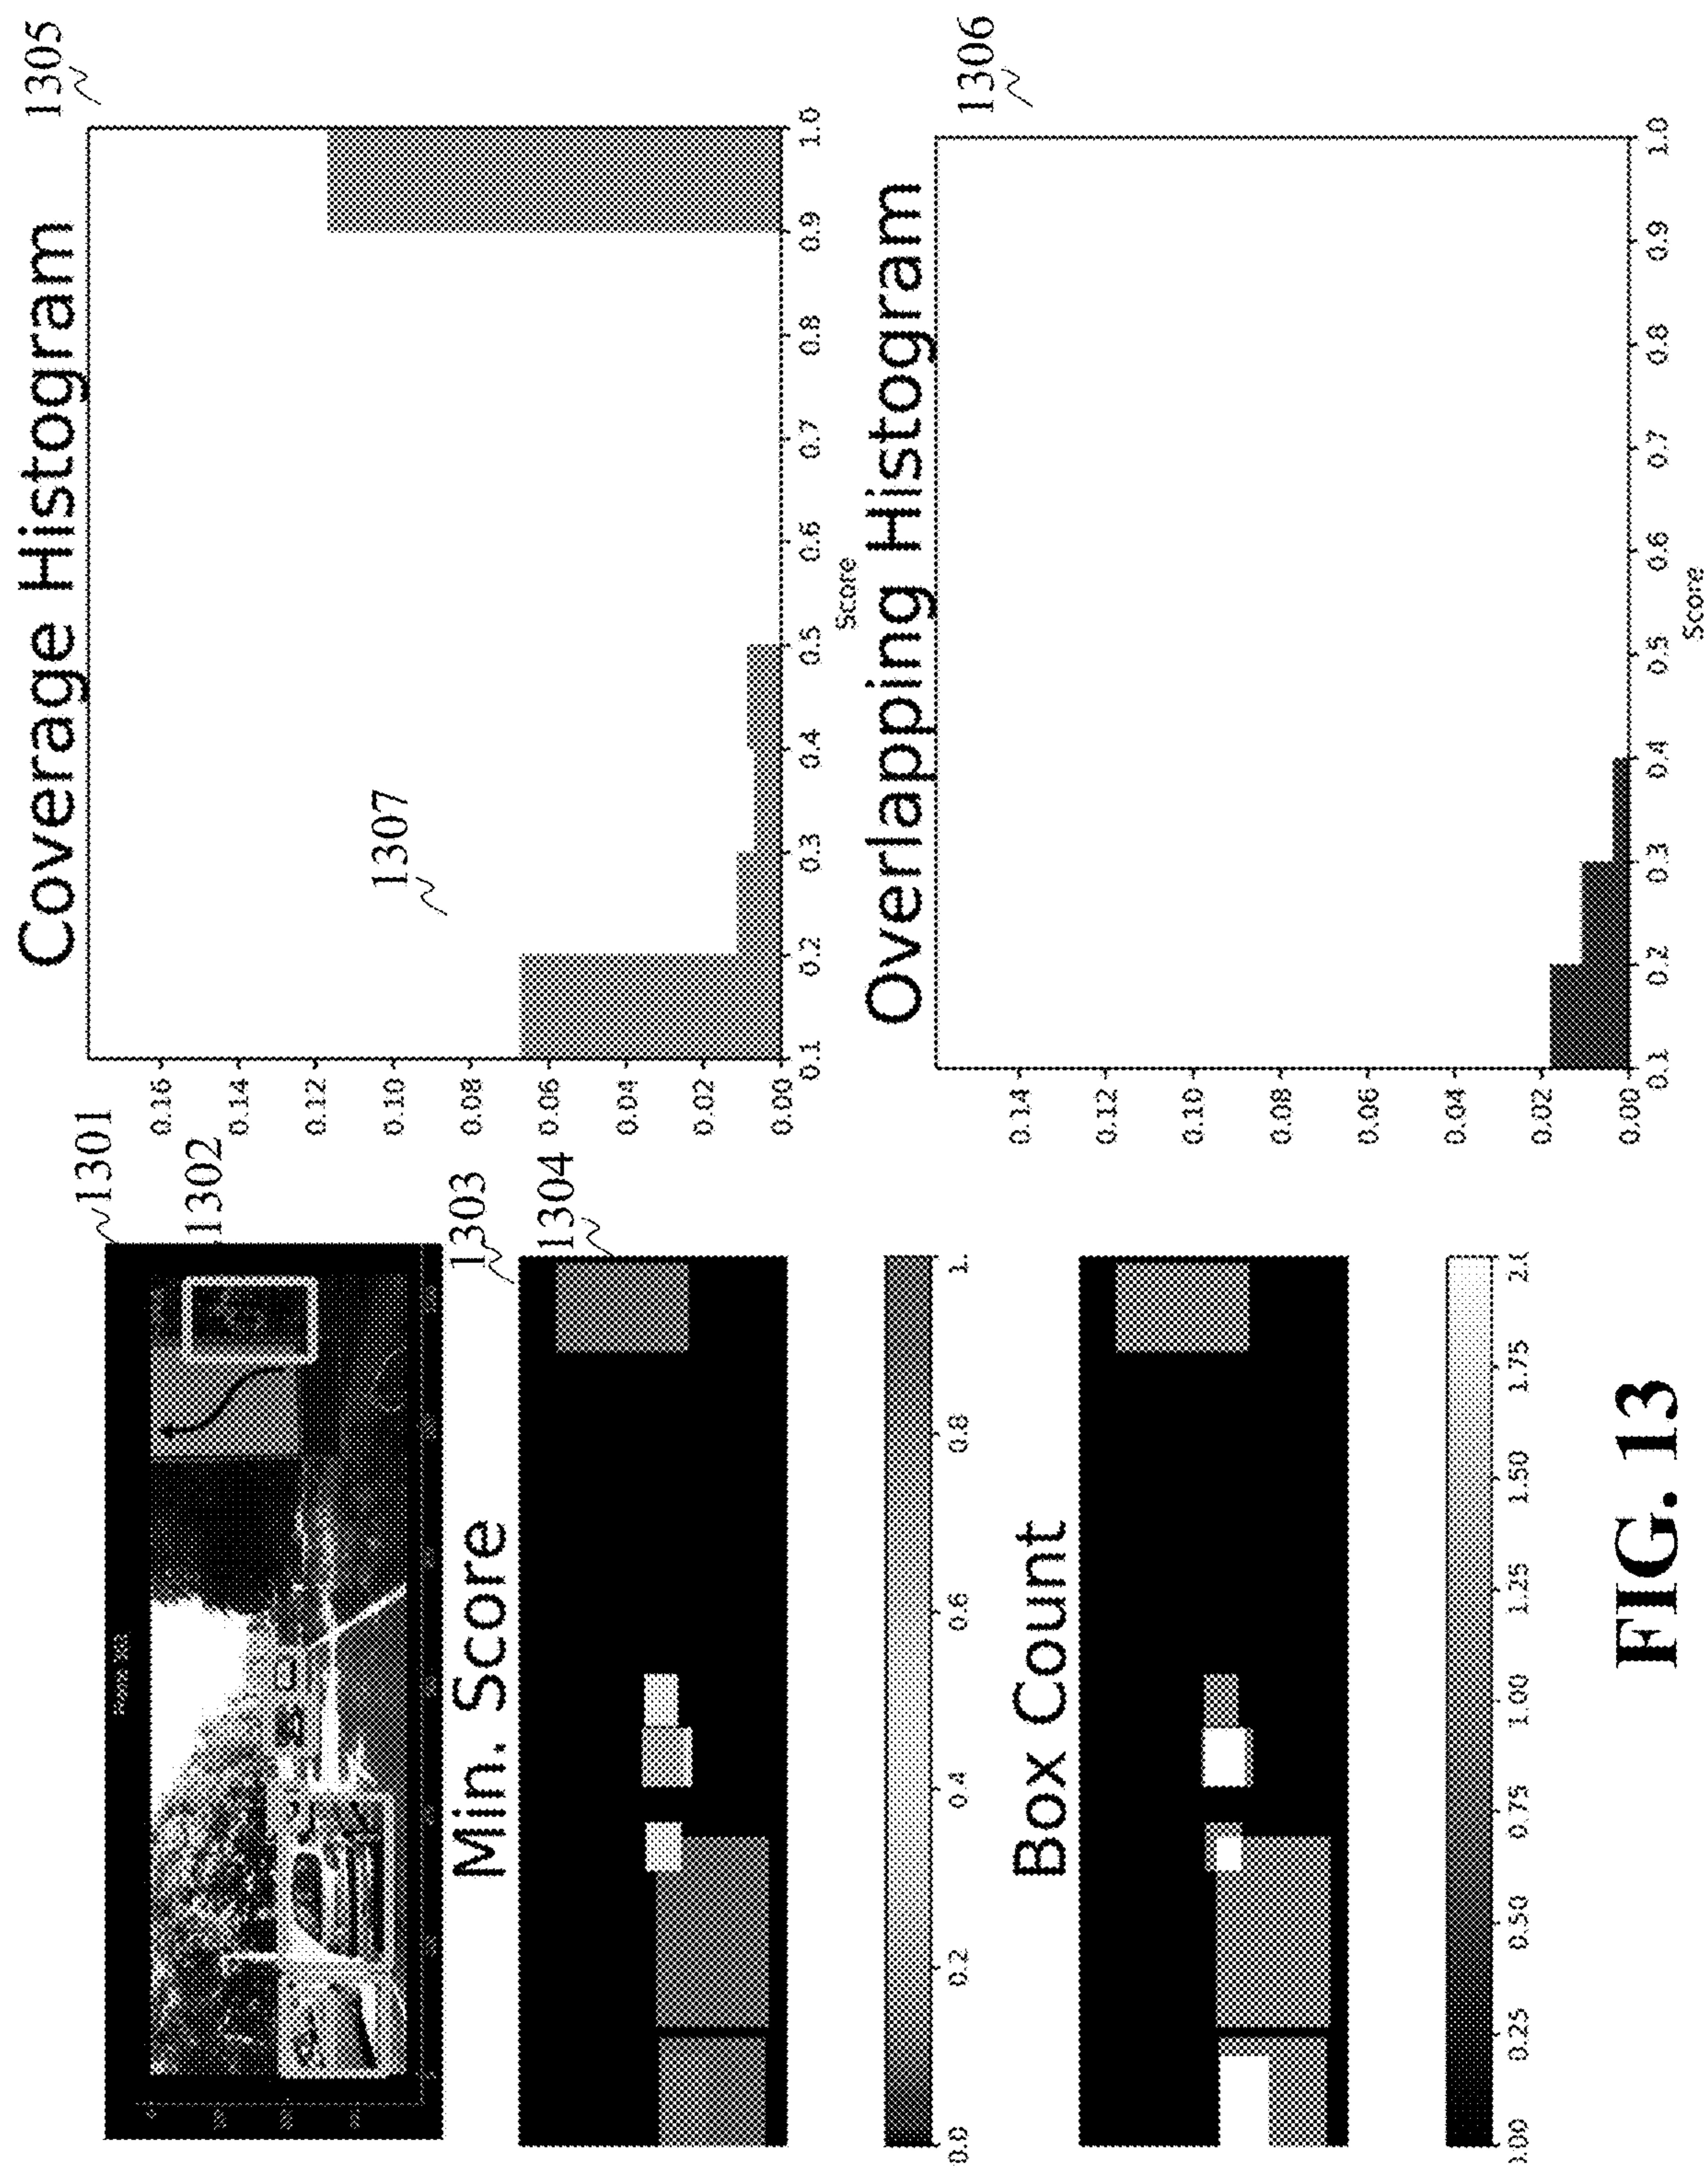 1301
1302
Min. Score
1303
1304
0.0 0.2 0.4 0.6 0.8 1.
Box Count
0.25 0.50 0.75 1.00 1.25 1.50 1.75
Coverage Histogram
1305
0.16
0.14
0.12
0.10
0.08
0.06
0.04
0.02
0.00
1307
0.1 0.2 0.3 0.4 0.5 0.6 0.7 0.8 0.9 1.0
Score
Overlapping Histogram
1306
0.14
0.12
0.10
0.08
0.06
0.04
0.02
0.00
0.1 0.2 0.3 0.4 0.5 0.6 0.7 0.8 0.9 1.0
Score
FIG. 13